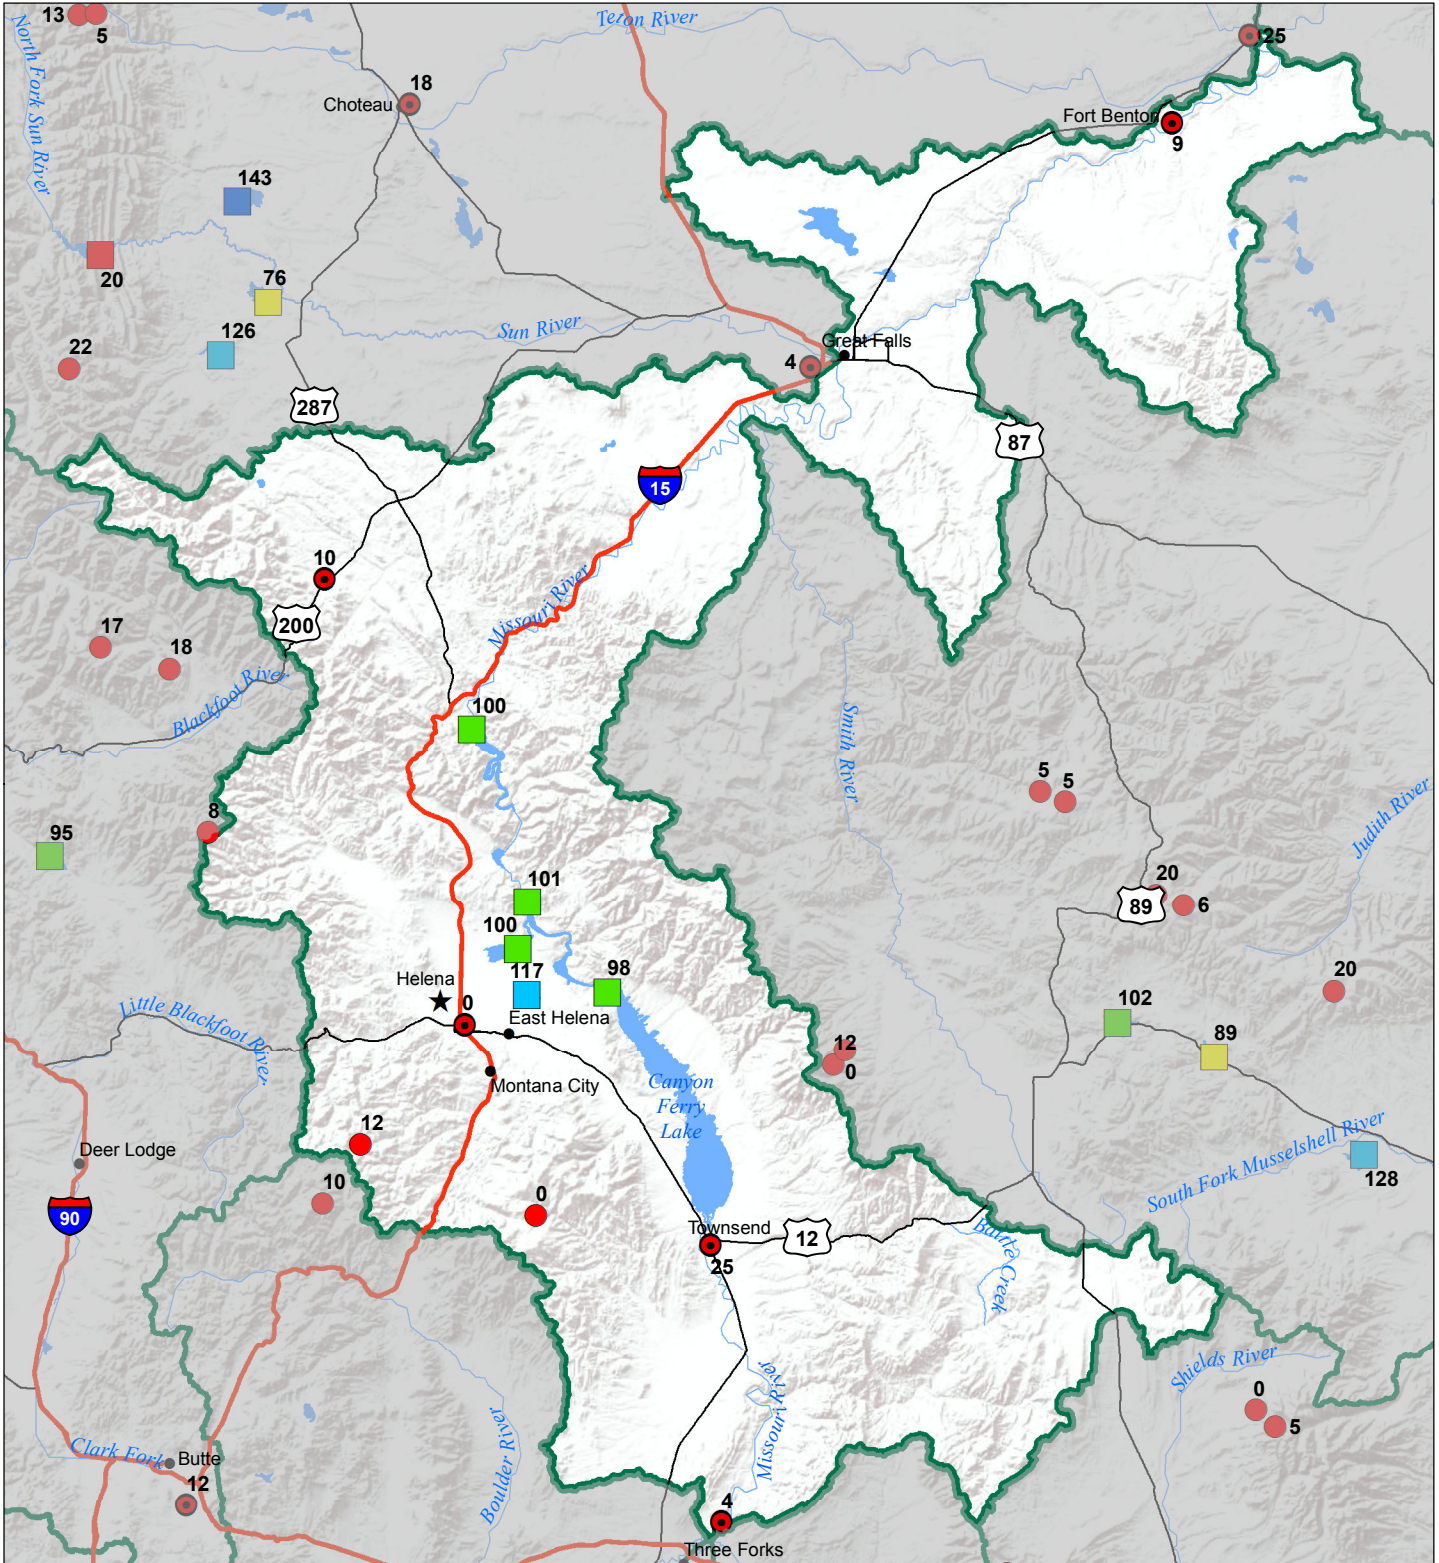 13
5
Teton River
25
North Fork Sun River
18
Choteau
Fort Benton
9
143
20
76
126
22
Sun River
Great Falls
4
287
87
15
10
200
Missouri River
17
18
Blackfoot River
100
Smith River
5
5
Judith River
8
95
101
20
89
6
100
98
117
Helena
0
East Helena
20
102
89
Little Blackfoot River
12
0
Montana City
Canyon
Ferry
Lake
12
Deer Lodge
10
0
South Fork Musselshell River
128
90
Townsend
25
12
Shields River
Missouri River
0
5
Boulder River
Clark Fork
Butte
12
4
Three Forks